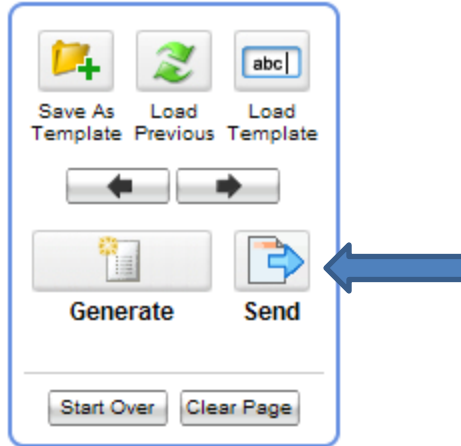 abc
Save As Load Load
Template Previous Template
Generate Send
Start Over Clear Page